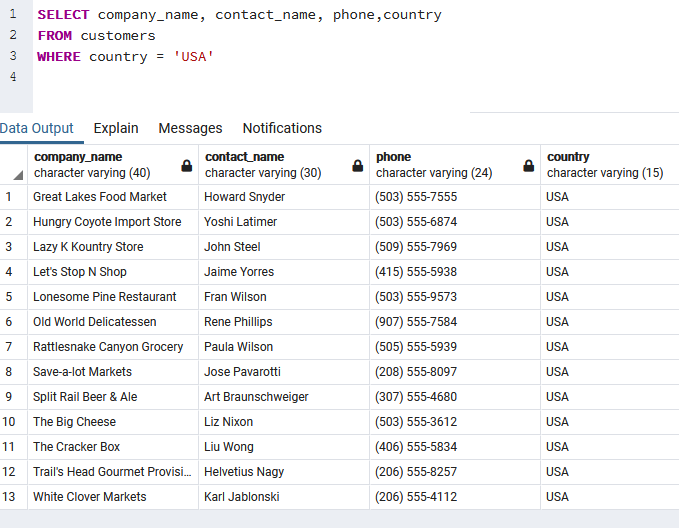 1 SELECT company_name, contact_name, phone,country
2 FROM customers
3 WHERE country = 'USA'
4
Data Output Explain Messages Notifications
company_name contact_name phone country
character varying (40) character varying (30) character varying (24) character varying (15)
1 Great Lakes Food Market Howard Snyder (503) 555-7555 USA
2 Hungry Coyote Import Store Yoshi Latimer (503) 555-6874 USA
3 Lazy K Kountry Store John Steel (509) 555-7969 USA
4 Let's Stop N Shop Jaime Yorres (415) 555-5938 USA
5 Lonesome Pine Restaurant Fran Wilson (503) 555-9573 USA
6 Old World Delicatessen Rene Phillips (907) 555-7584 USA
7 Rattlesnake Canyon Grocery Paula Wilson (505) 555-5939 USA
8 Save-a-lot Markets Jose Pavarotti (208) 555-8097 USA
9 Split Rail Beer & Ale Art Braunschweiger (307) 555-4680 USA
10 The Big Cheese Liz Nixon (503) 555-3612 USA
11 The Cracker Box Liu Wong (406) 555-5834 USA
12 Trail's Head Gourmet Provisi... Helvetius Nagy (206) 555-8257 USA
13 White Clover Markets Karl Jablonski (206) 555-4112 USA